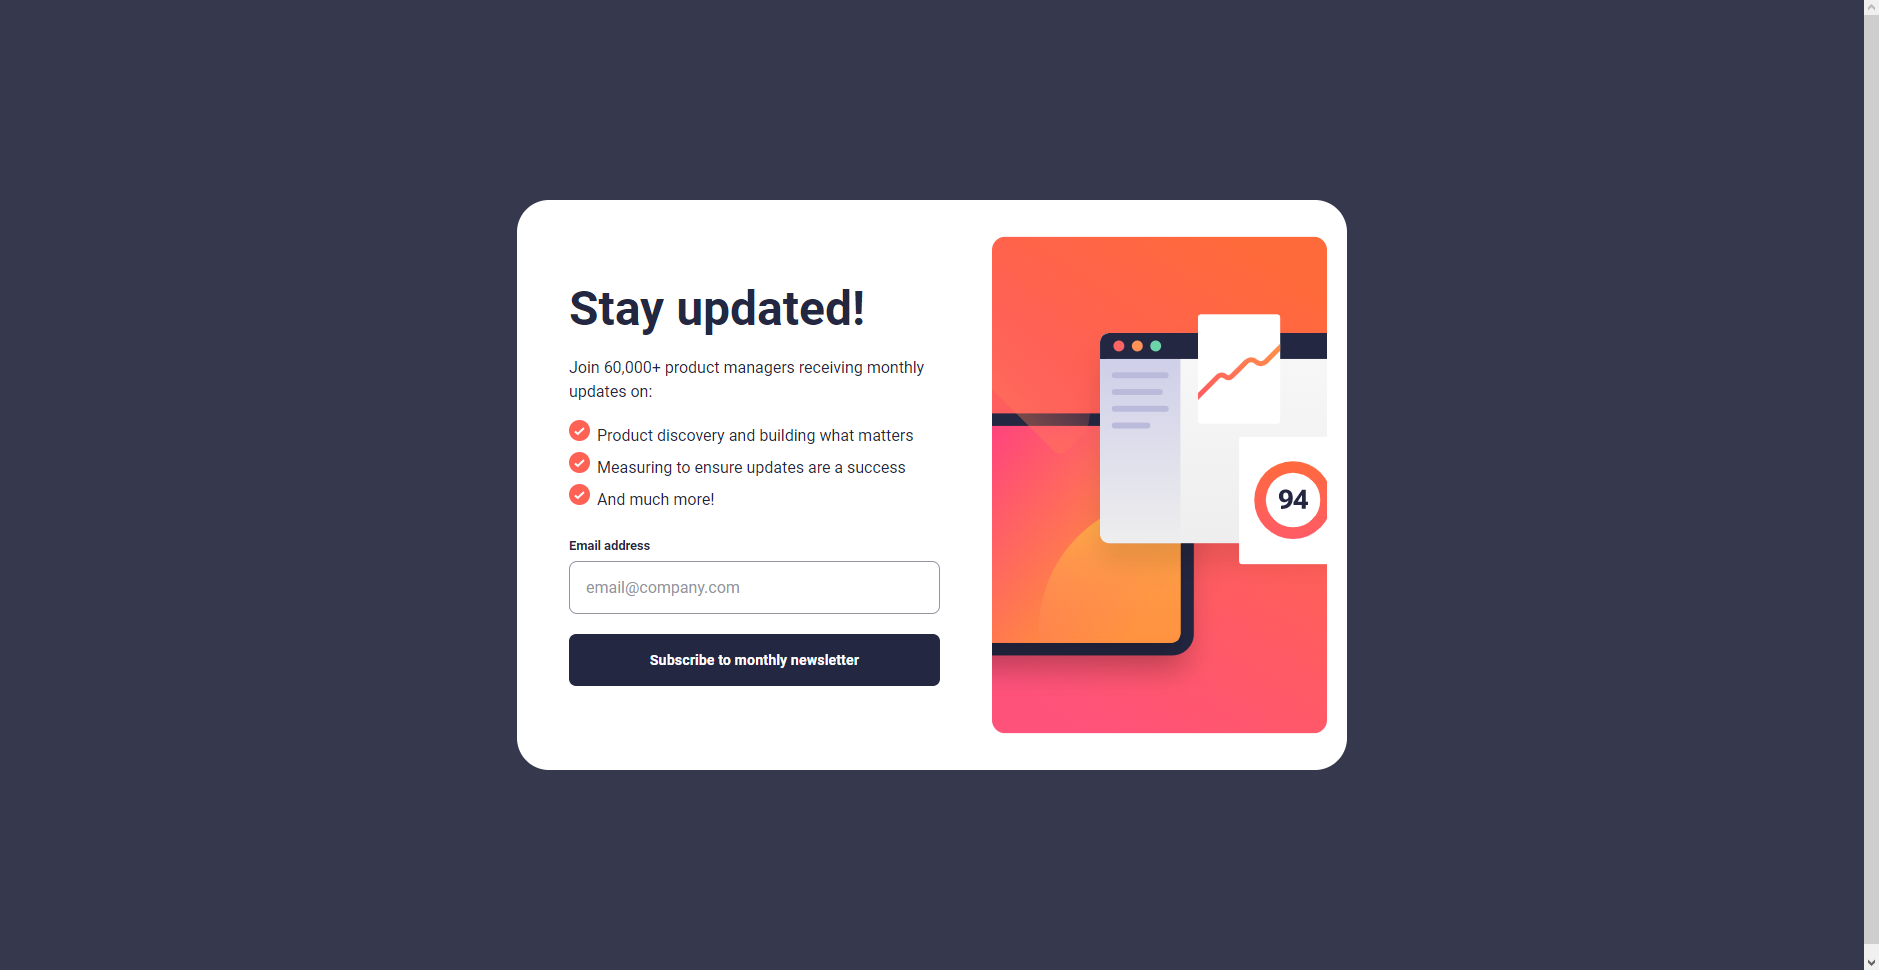 Stay updated!
Join 60,000+ product managers receiving monthly
updates on:
Product discovery and building what matters
Measuring to ensure updates are a success
And much more!
Email address
email@company.com
Subscribe to monthly newsletter
94